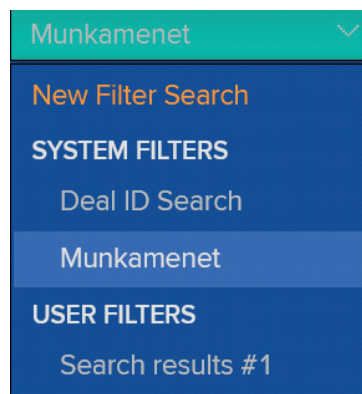 Munkamenet
New Filter Search
SYSTEM FILTERS
Deal ID Search
Munkamenet
USER FILTERS
Search results #1